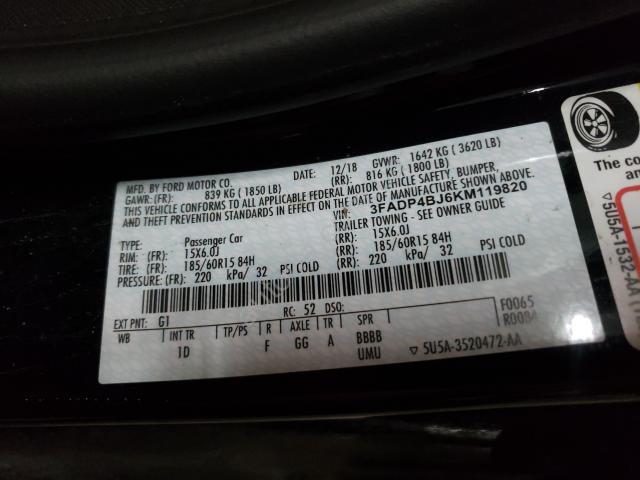 MFD. BY FORD MOTOR CO.
DATE: 12/18 GVWR: 1642 KG ( 3620 LB)
GAWR: (FR) 839 KG ( 1850 LB) (RR) 816 KG ( 1800 LB)
THIS VEHICLE CONFORMS TO ALL APPLICABLE FEDERAL MOTOR VEHICLE SAFETY, BUMPER,
AND THEFT PREVENTION STANDARDS IN EFFECT ON THE DATE OF MANUFACTURE SHOWN ABOVE.
VIN: 3FADP4BJ6KM119820
TRAILER TOWING - SEE OWNER GUIDE
TYPE: Passenger Car
RIM: (FR) 15X6.0J (RR) 15X6.0J
TIRE: (FR) 185/60R15 84H (RR) 185/60R15 84H
PRESSURE: (FR) 220 kPa/ 32 PSI COLD (RR) 220 kPa/ 32 PSI COLD
EXT PNT: G1 RC: 52 DSO: F0065
R0084
WB INT TR TP/PS R AXLE TR SPR
1D F GG A BBBB
UMU
▽ 5U5A-3520472-AA
The co
an
▽ 5U5A-1532-AA